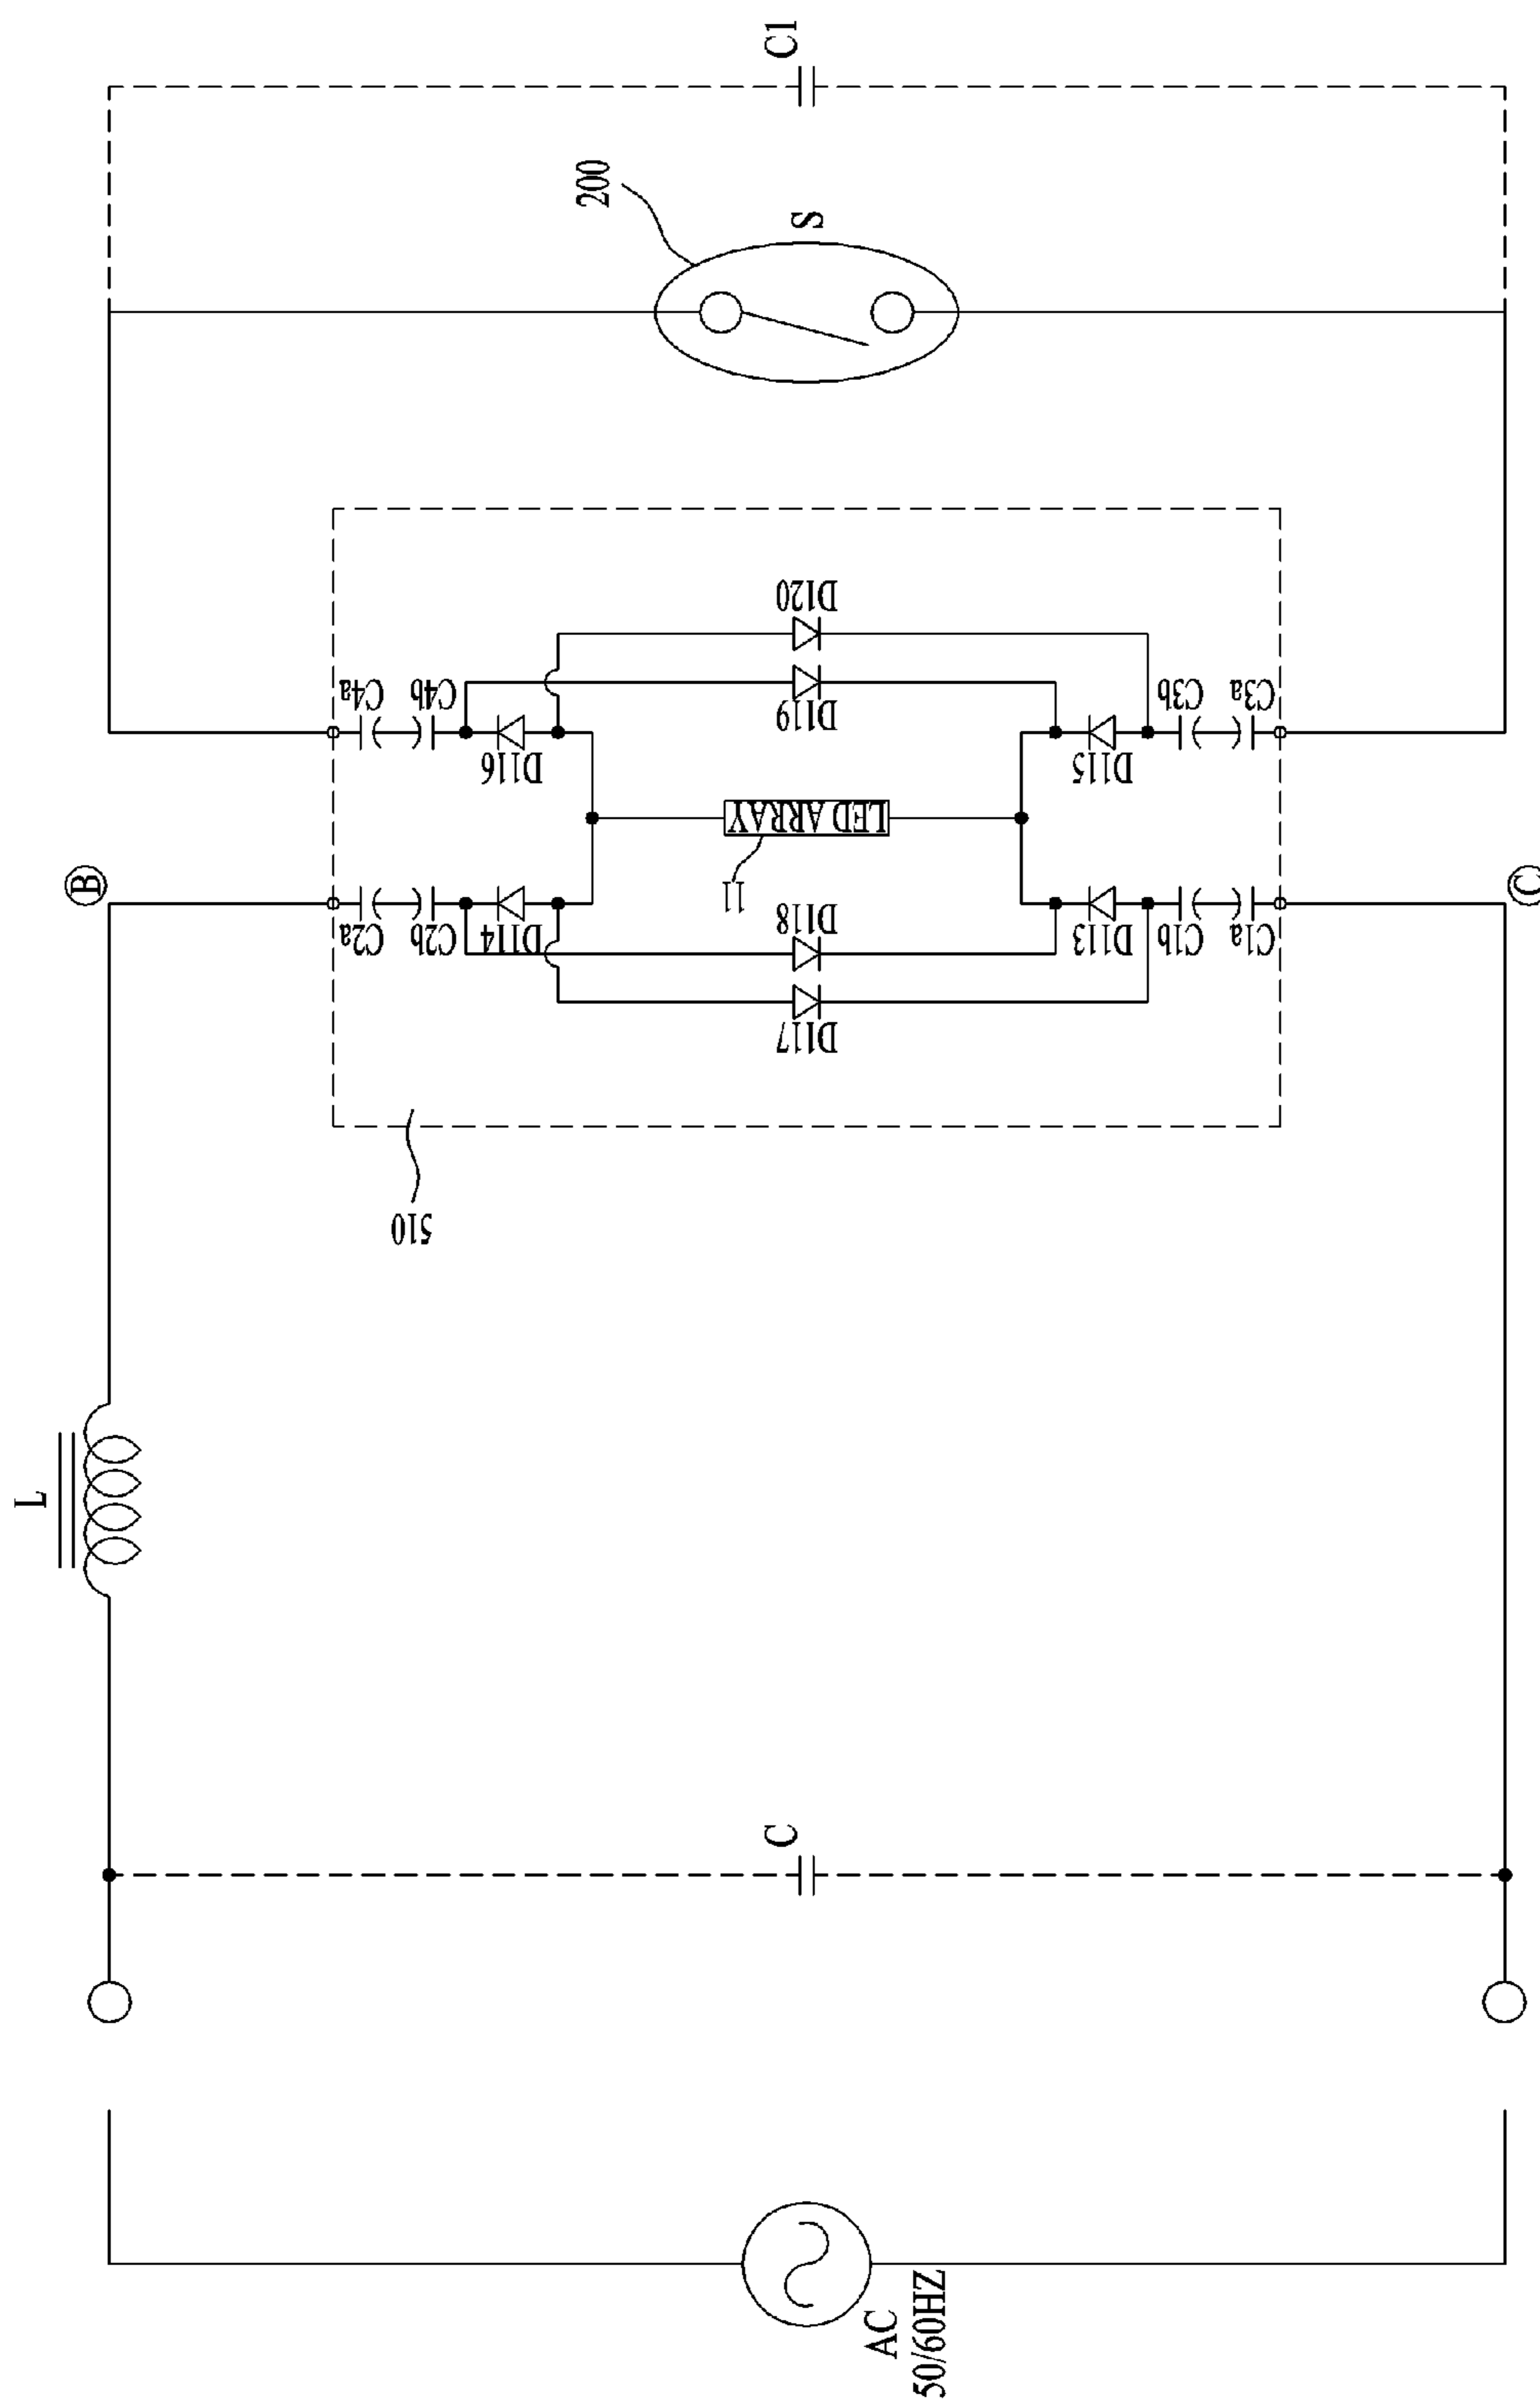 C1
200
S
D120
C4a
C4b
D119
C3b
C3a
D116
D115
LED ARRAY
B
11
C
C2a
C2b
D114
D118
D113
C1b
C1a
D117
510
L
C
AC
50/60HZ